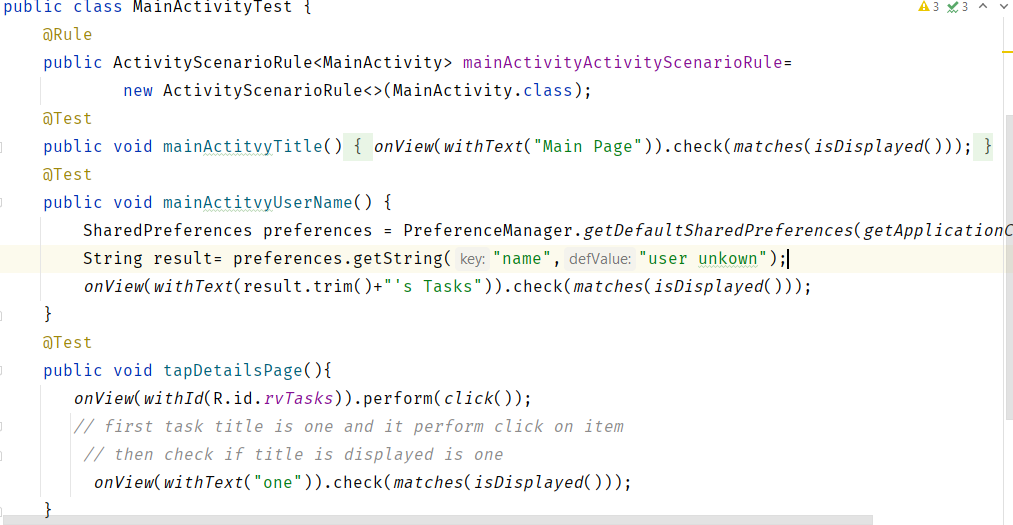 public class MainActivityTest {
3 3
@Rule
public ActivityScenarioRule<MainActivity> mainActivityActivityScenarioRule=
new ActivityScenarioRule<>(MainActivity.class);
@Test
public void mainActitvyTitle() { onView(withText("Main Page")).check(matches(isDisplayed())); }
@Test
public void mainActitvyUserName() {
SharedPreferences preferences = PreferenceManager.getDefaultSharedPreferences(getApplicationC
String result= preferences.getString( key: "name", defValue: "user unkown");
onView(withText(result.trim()+"'s Tasks")).check(matches(isDisplayed()));
}
@Test
public void tapDetailsPage(){
onView(withId(R.id.rvTasks)).perform(click());
// first task title is one and it perform click on item
// then check if title is displayed is one
onView(withText("one")).check(matches(isDisplayed()));
}